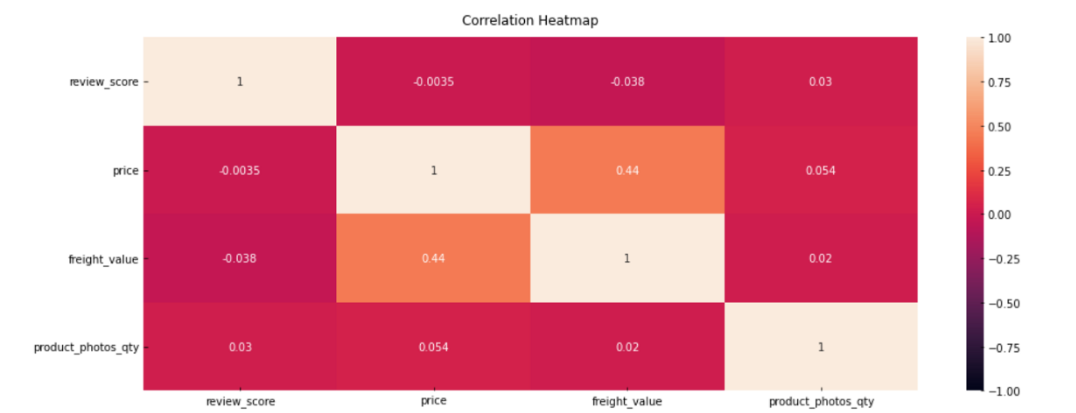 Correlation Heatmap
review_score 1 -0.0035 -0.038 0.03
price -0.0035 1 0.44 0.054
freight_value -0.038 0.44 1 0.02
product_photos_qty 0.03 0.054 0.02 1
review_score price freight_value product_photos_qty
1.00
0.75
0.50
0.25
0.00
−0.25
−0.50
−0.75
−1.00